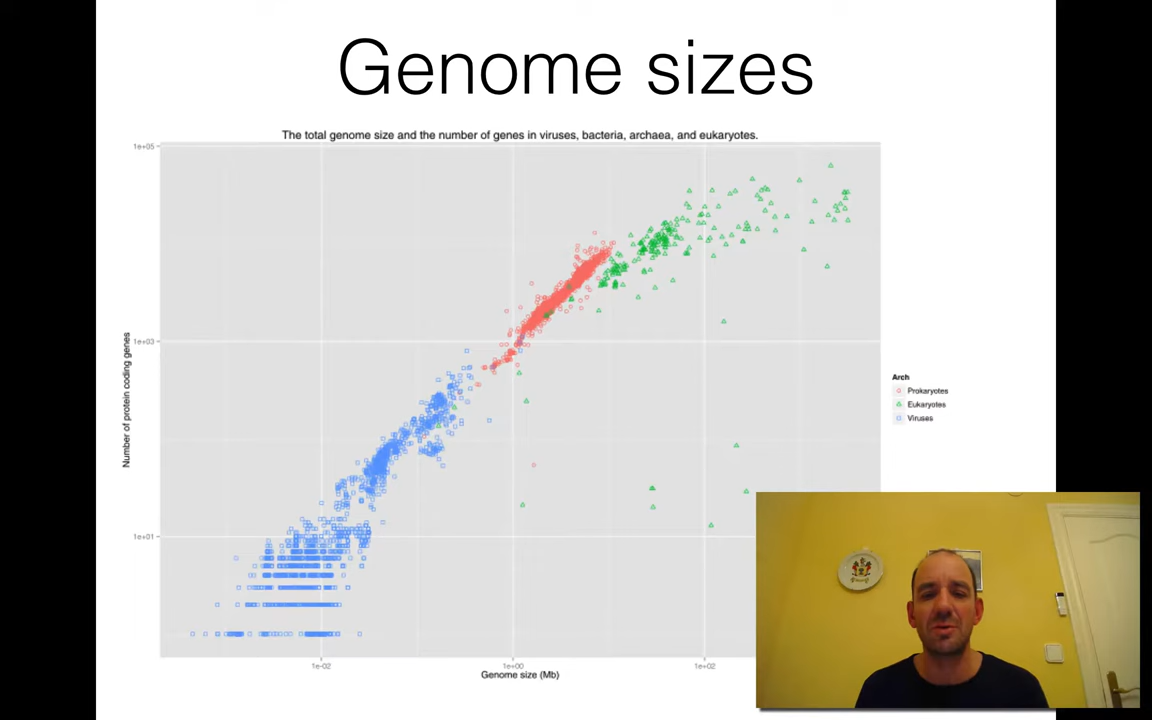 Genome sizes
The total genome size and the number of genes in viruses, bacteria, archaea, and eukaryotes.
1e+05
1e+03
1e+01
Number of protein coding genes
1e-02
1e+00
1e+02
Genome size (Mb)
Arch
Prokaryotes
Eukaryotes
Viruses